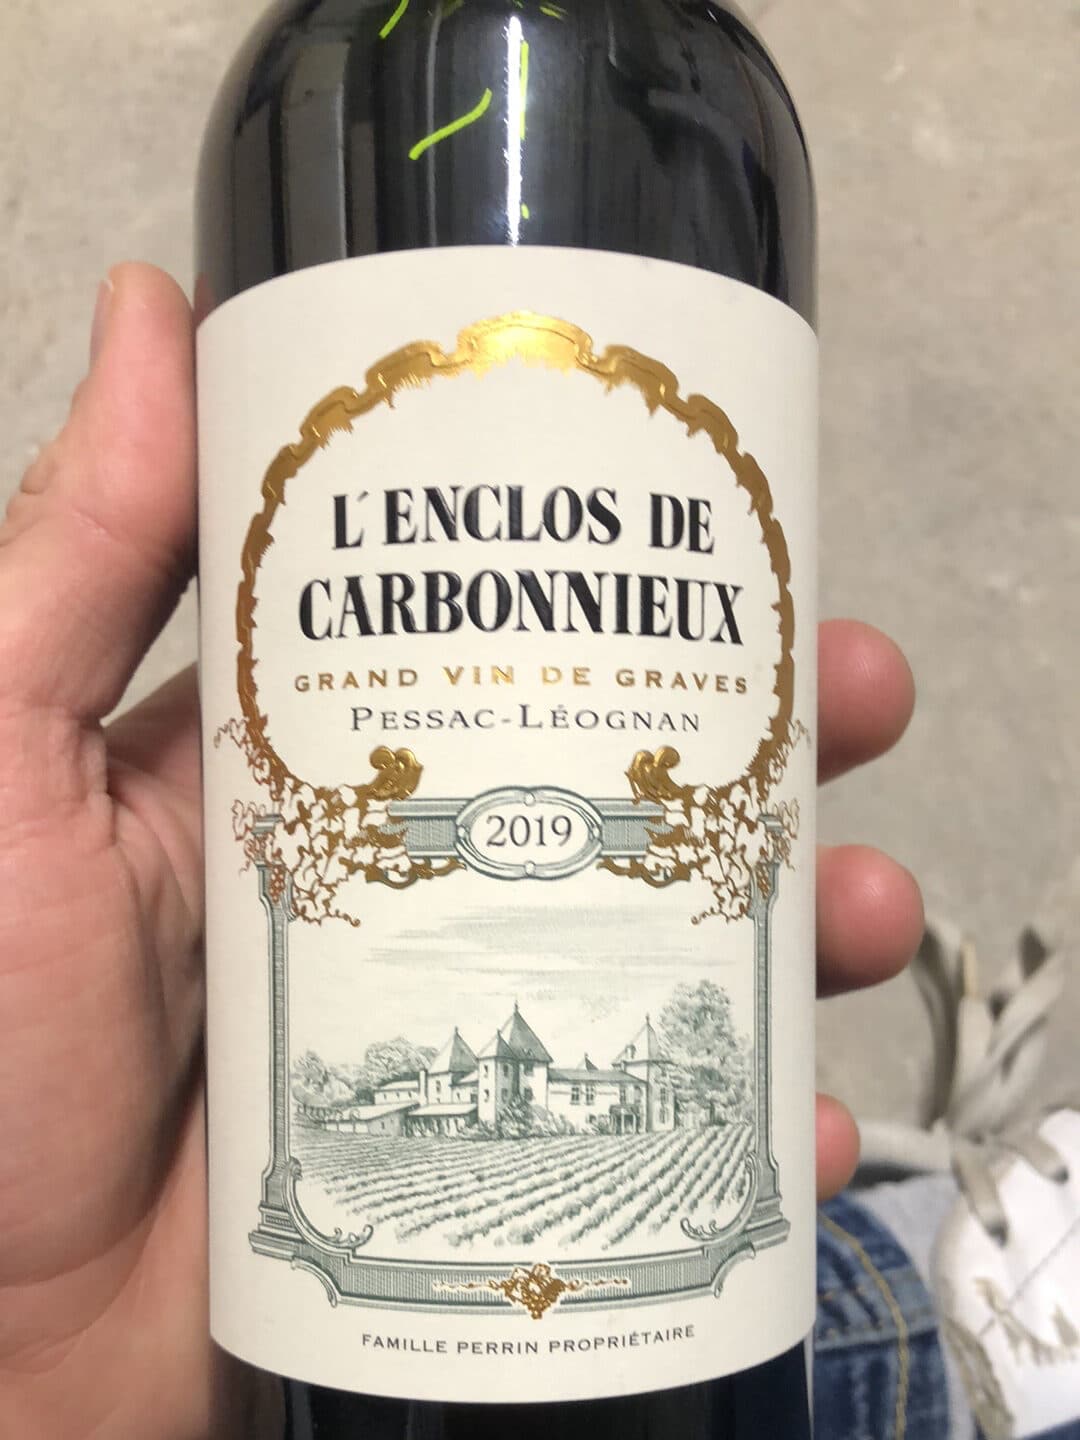 L´ENCLOS DE
CARBONNIEUX
GRAND VIN DE GRAVES
PESSAC-LÉOGNAN
2019
FAMILLE PERRIN PROPRIÉTAIRE